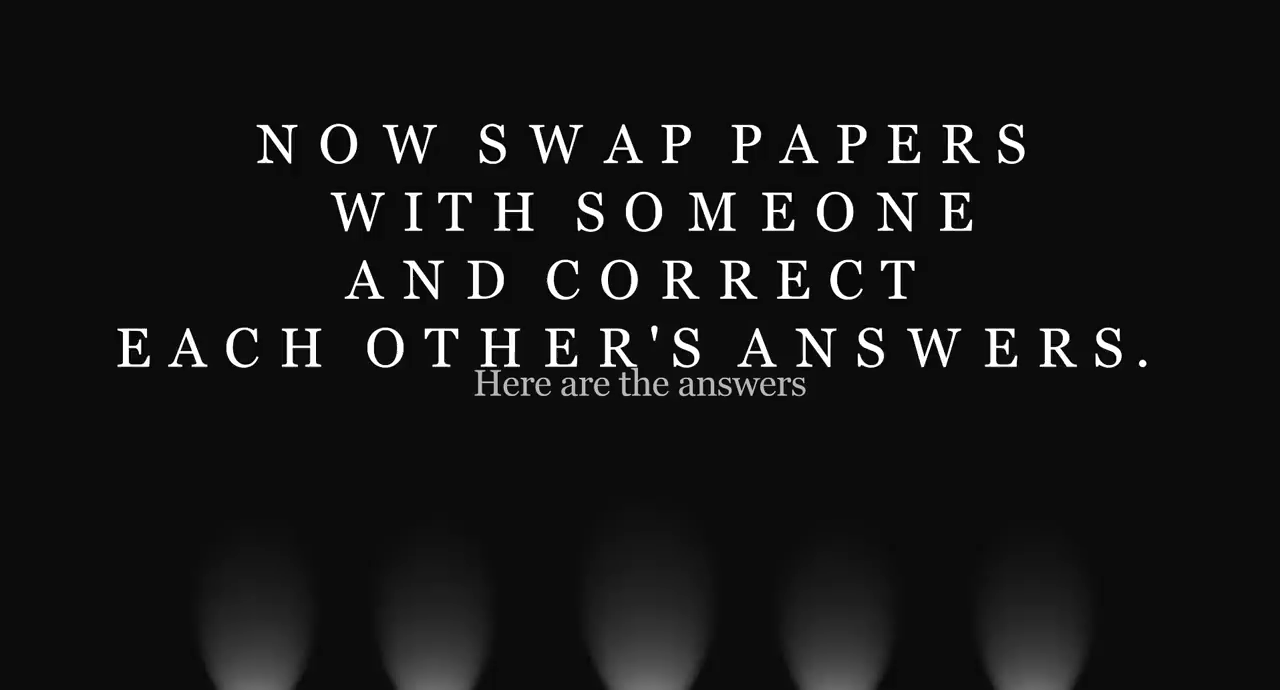 NOW SWAP PAPERS
WITH SOMEONE
AND CORRECT
EACH OTHER'S ANSWERS.
Here are the answers